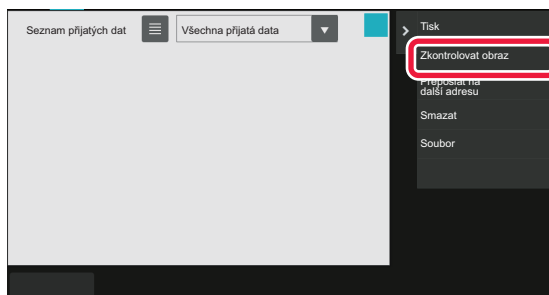 Seznam přijatých dat
Všechna přijatá data
Tisk
Zkontrolovat obraz
Přeposlat na
další adresu
Smazat
Soubor